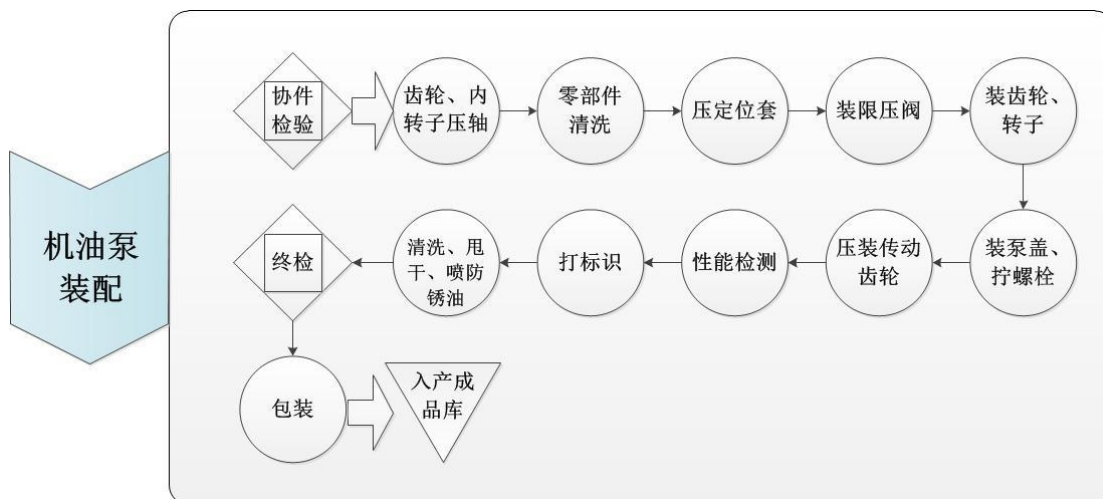 机油泵
装配
协件
检验
齿轮、内
转子压轴
零部件
清洗
压定位套
装限压阀
装齿轮、
转子
装泵盖、
拧螺栓
压装传动
齿轮
性能检测
打标识
清洗、甩
干、喷防
锈油
终检
包装
入产成
品库